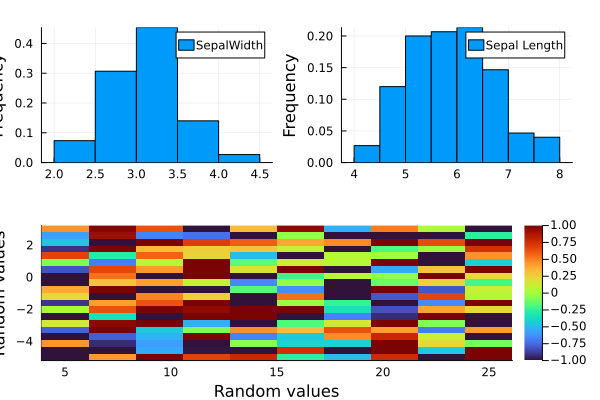 SepalWidth
0.4
0.3
0.2
0.1
0.0
2.0 2.5 3.0 3.5 4.0 4.5
Frequency
Sepal Length
0.20
0.15
0.10
0.05
0.00
4 5 6 7 8
Frequency
2
0
−2
−4
5 10 15 20 25
Random values
Random values
1.00
0.75
0.50
0.25
0
−0.25
−0.50
−0.75
−1.00